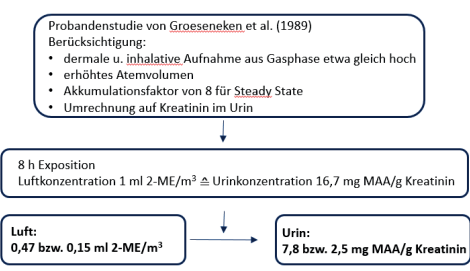 Probandenstudie von Groeseneken et al. (1989)
Berücksichtigung:
• dermale u. inhalative Aufnahme aus Gasphase etwa gleich hoch
• erhöhtes Atemvolumen
• Akkumulationsfaktor von 8 für Steady State
• Umrechnung auf Kreatinin im Urin
8 h Exposition
Luftkonzentration 1 ml 2-ME/m³ ≙ Urinkonzentration 16,7 mg MAA/g Kreatinin
Luft:
0,47 bzw. 0,15 ml 2-ME/m³
Urin:
7,8 bzw. 2,5 mg MAA/g Kreatinin